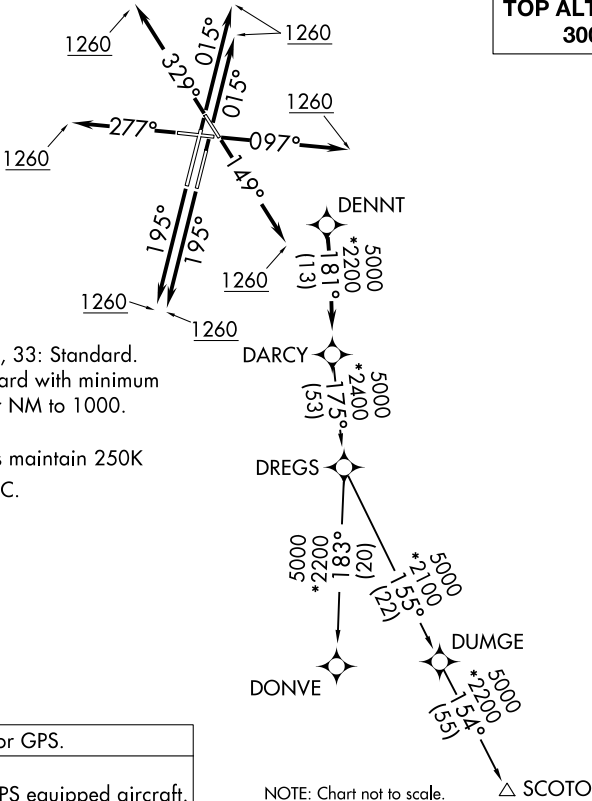 TOP ALT
300
1260
1260
015°
015°
329°
1260
277°
097°
1260
149°
195°
195°
1260
1260
1260
DENNT
5000
*2200
181°
(13)
DARCY
5000
*2400
175°
(53)
, 33: Standard.
ard with minimum
NM to 1000.
s maintain 250K
C.
DREGS
5000
*2200
183°
(20)
5000
*2100
155°
(22)
DUMGE
DONVE
5000
*2200
154°
(55)
SCOTO
or GPS.
PS equipped aircraft.
NOTE: Chart not to scale.